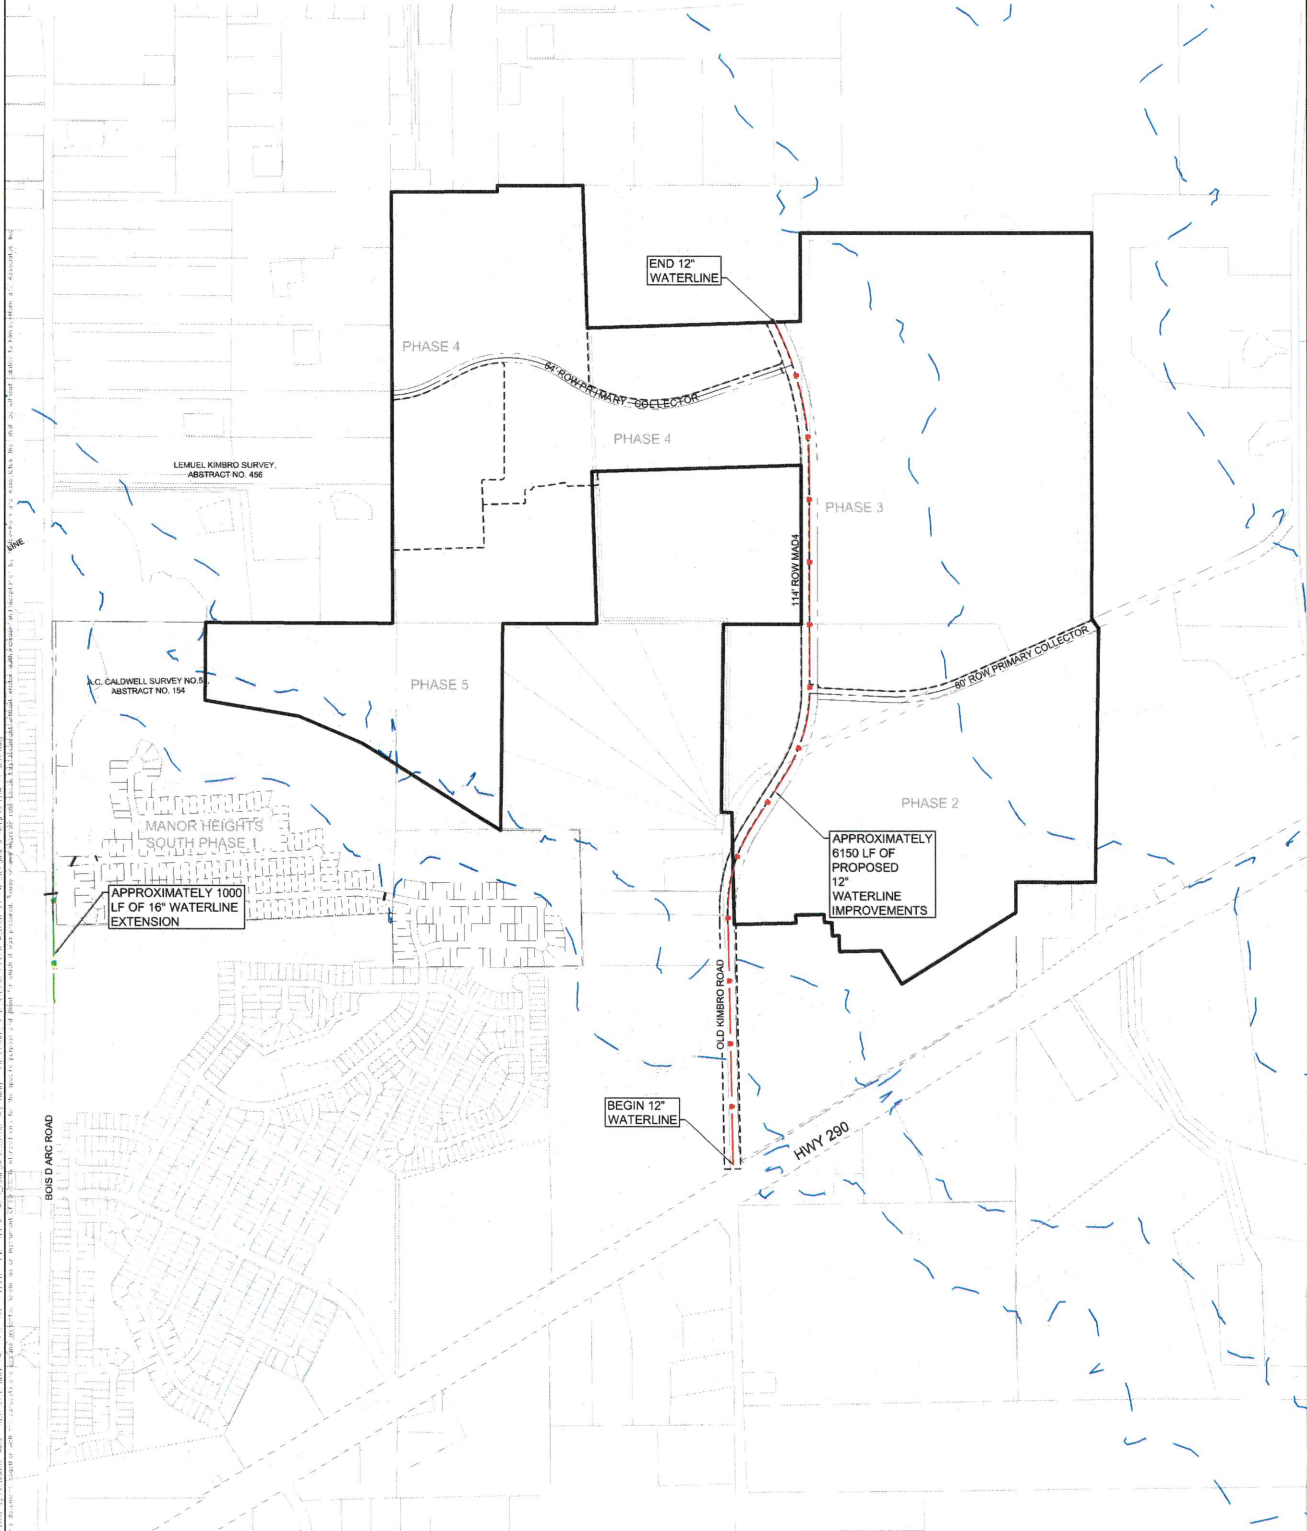 END 12"
WATERLINE
PHASE 4
64' ROW PRIMARY COLLECTOR
PHASE 4
LEMUEL KIMBRO SURVEY,
ABSTRACT NO. 456
PHASE 3
LINE
114' ROW MAD4
80' ROW PRIMARY COLLECTOR
A.C. CALDWELL SURVEY NO.5
ABSTRACT NO. 154
PHASE 5
PHASE 2
MANOR HEIGHTS
SOUTH PHASE 1
APPROXIMATELY
6150 LF OF
PROPOSED
12"
WATERLINE
IMPROVEMENTS
APPROXIMATELY 1000
LF OF 16" WATERLINE
EXTENSION
OLD KIMBRO ROAD
BEGIN 12"
WATERLINE
HWY 290
BOIS D ARC ROAD